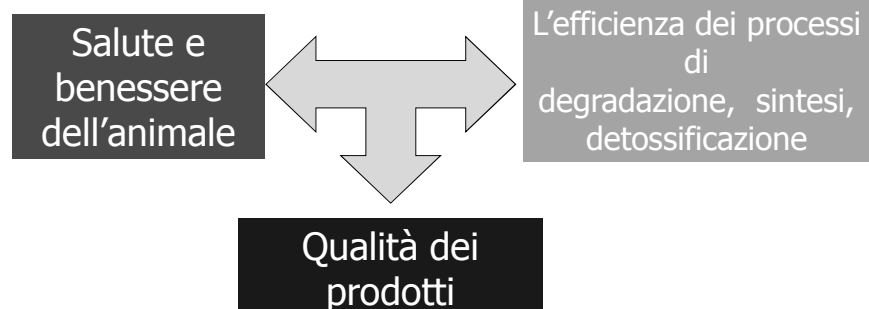 Salute e
benessere
dell'animale
L'efficienza dei processi
di
degradazione, sintesi,
detossificazione
Qualità dei
prodotti